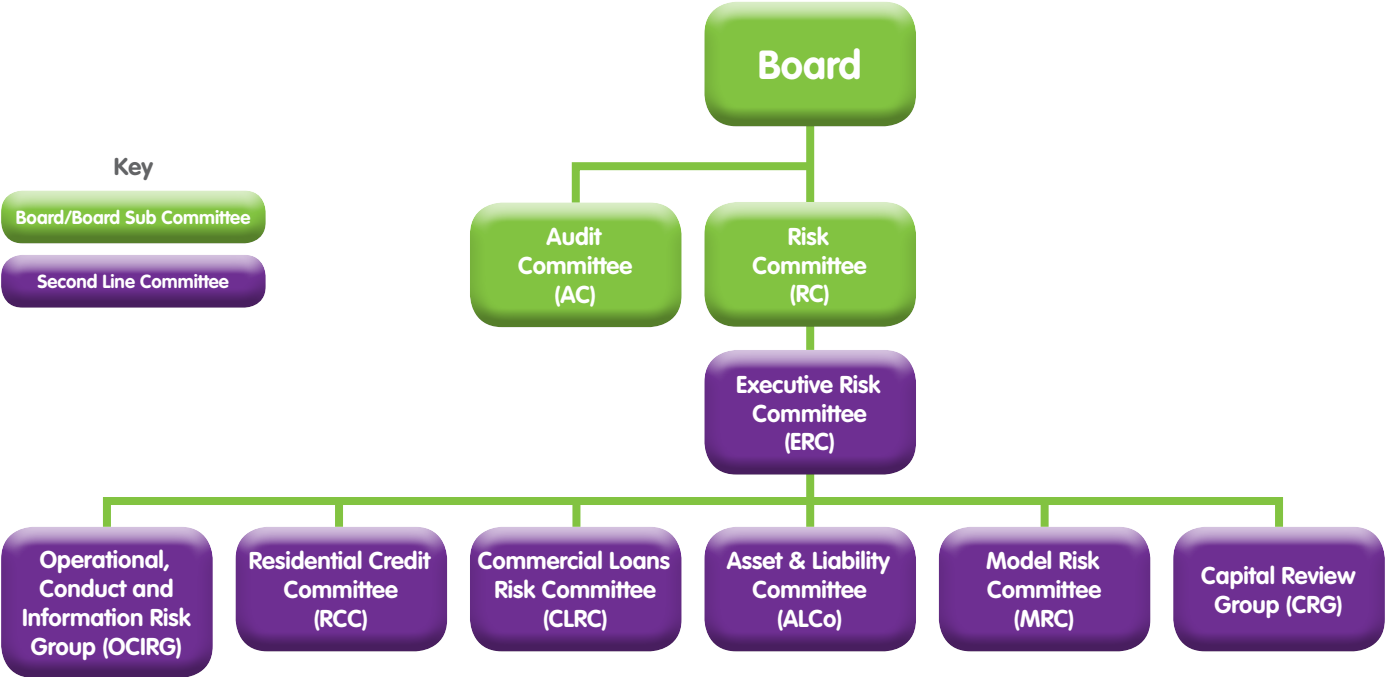 Board
Key
Board/Board Sub Committee
Second Line Committee
Audit
Committee
(AC)
Risk
Committee
(RC)
Executive Risk
Committee
(ERC)
Operational,
Conduct and
Information Risk
Group (OCIRG)
Residential Credit
Committee
(RCC)
Commercial Loans
Risk Committee
(CLRC)
Asset & Liability
Committee
(ALCo)
Model Risk
Committee
(MRC)
Capital Review
Group (CRG)